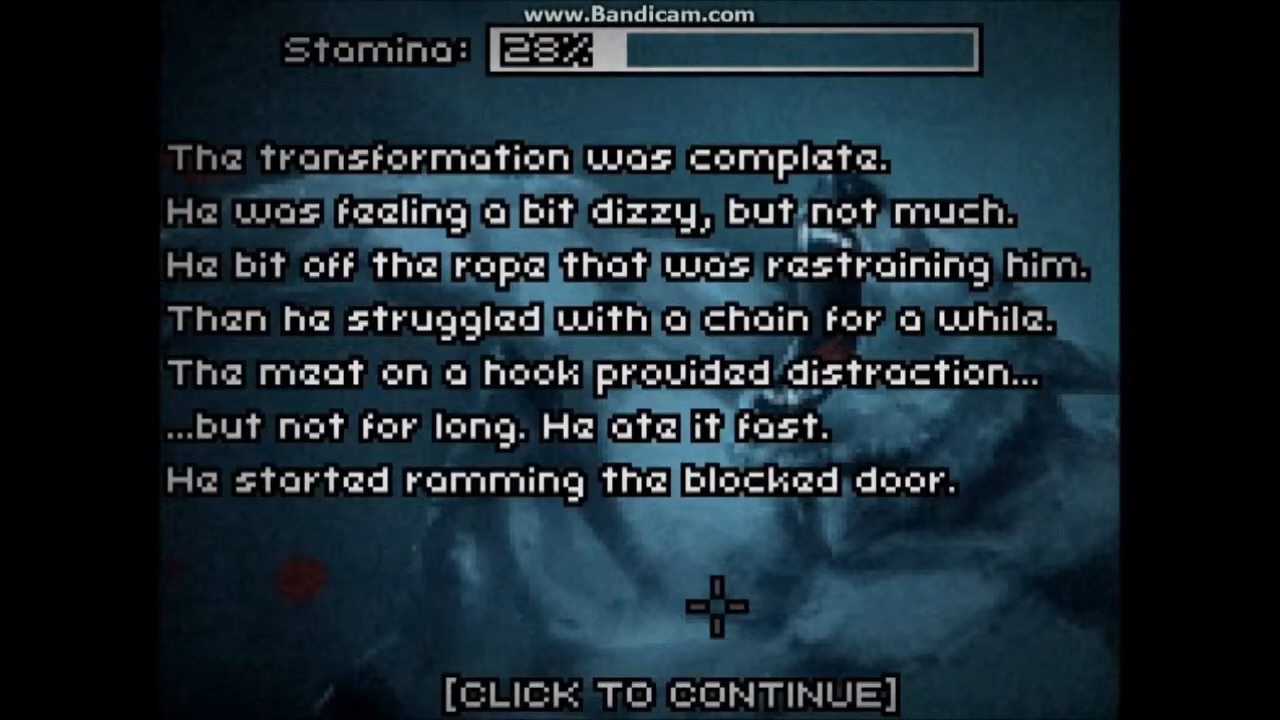 www.Bandicam.com
Stamina: 28%
The transformation was complete.
He was feeling a bit dizzy, but not much.
He bit off the rope that was restraining him.
Then he struggled with a chain for a while.
The meat on a hook provided distraction...
...but not for long. He ate it fast.
He started ramming the blocked door.
[CLICK TO CONTINUE]